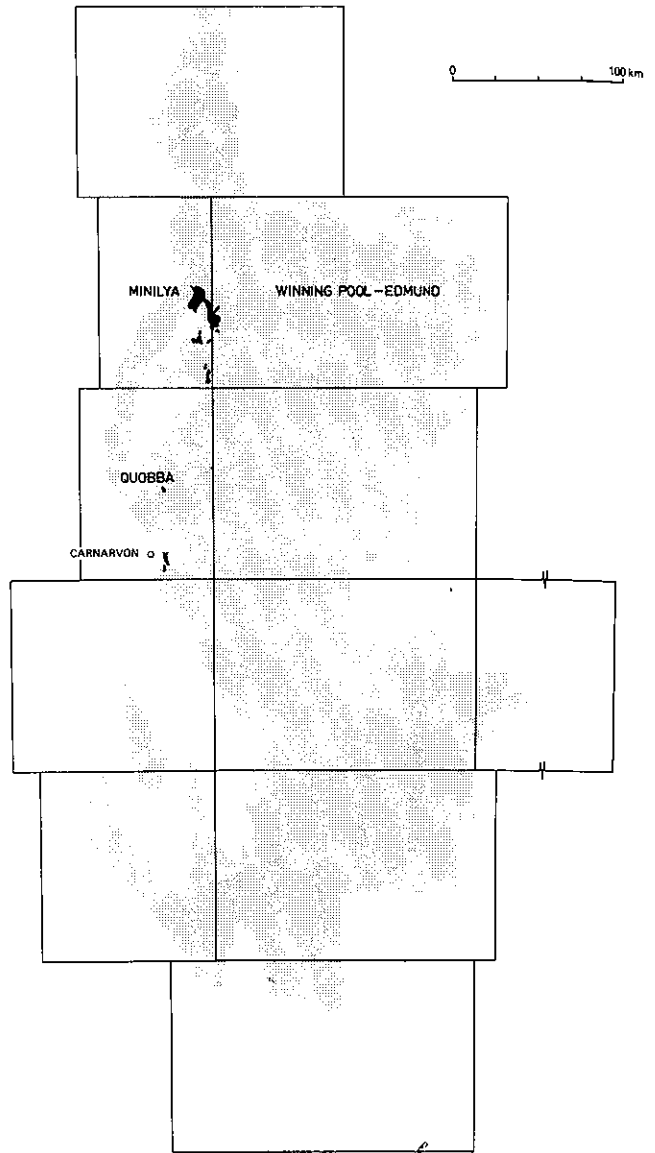 0 100 km
MINILYA
WINNING POOL – EDMUND
QUOBBA
CARNARVON